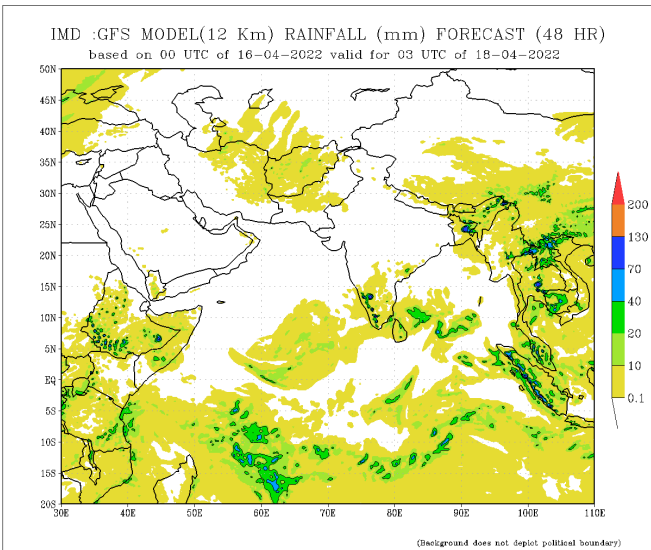 IMD :GFS MODEL(12 Km) RAINFALL (mm) FORECAST (48 HR)
based on 00 UTC of 16-04-2022 valid for 03 UTC of 18-04-2022
50N
45N
40N
35N
30N
25N
20N
15N
10N
5N
EQ
5S
10S
15S
20S
30E 40E 50E 60E 70E 80E 90E 100E 110E
200
130
70
40
20
10
0.1
(Background does not depict political boundary)